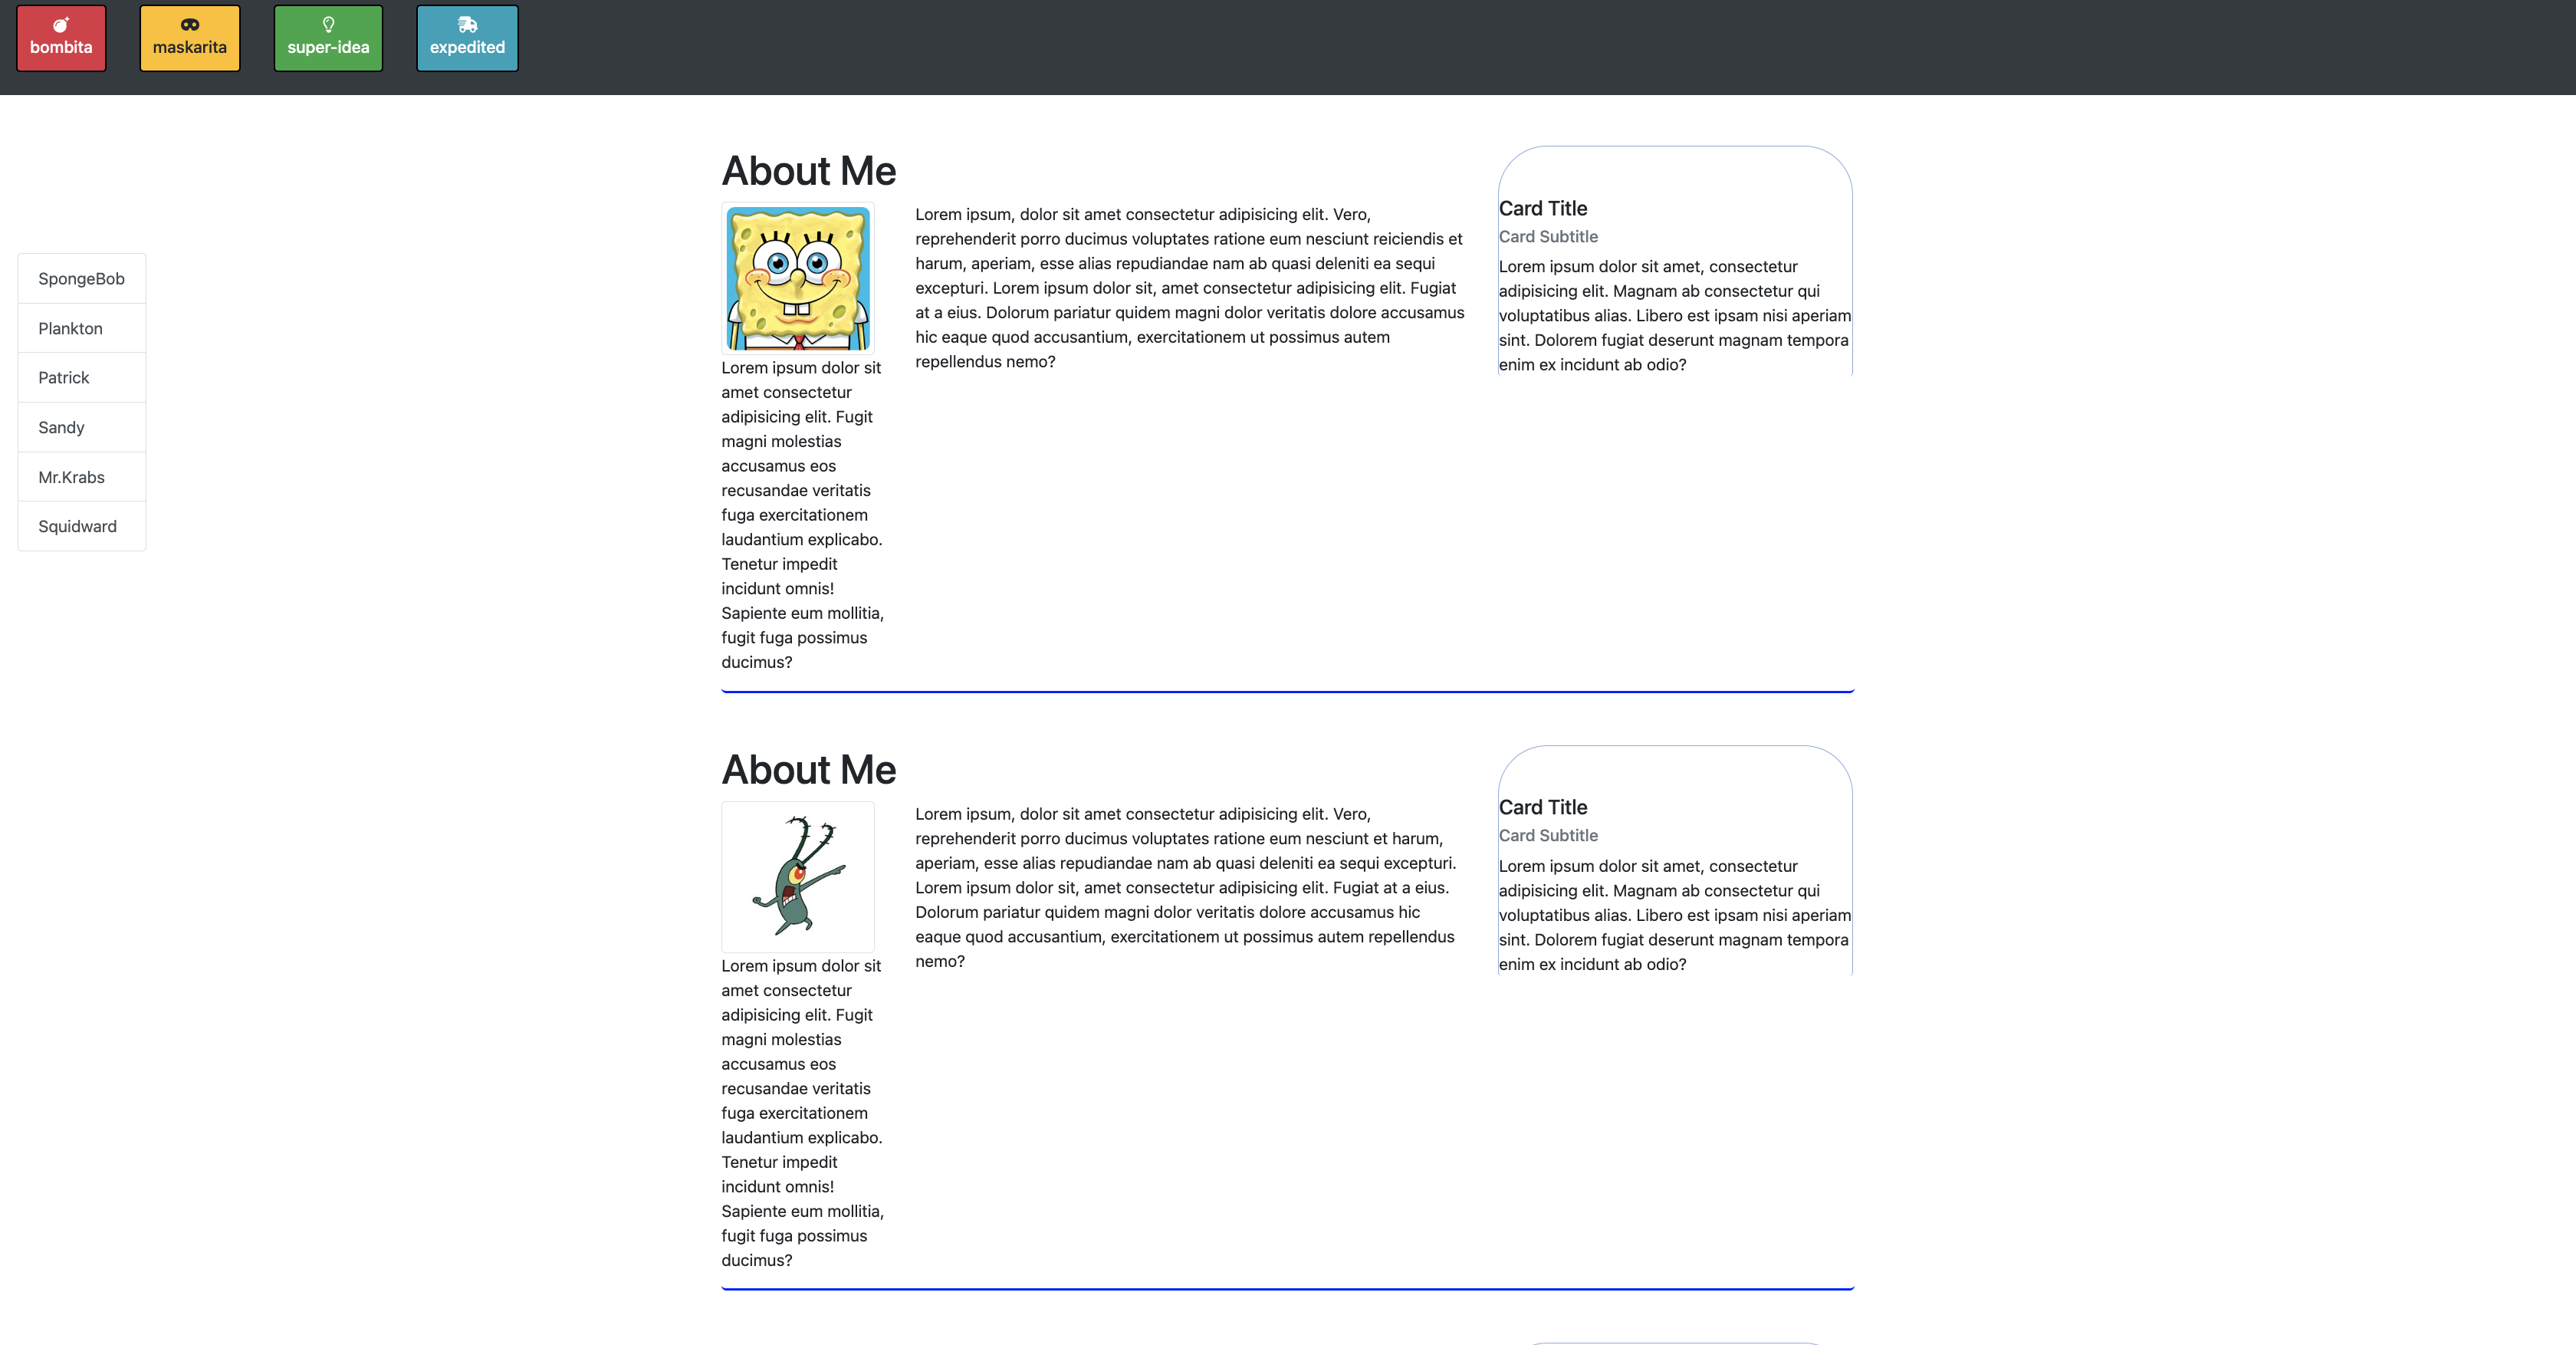 bombita
maskarita
super-idea
expedited
SpongeBob
Plankton
Patrick
Sandy
Mr.Krabs
Squidward
About Me
Lorem ipsum dolor sit
amet consectetur
adipisicing elit. Fugit
magni molestias
accusamus eos
recusandae veritatis
fuga exercitationem
laudantium explicabo.
Tenetur impedit
incidunt omnis!
Sapiente eum mollitia,
fugit fuga possimus
ducimus?
Lorem ipsum, dolor sit amet consectetur adipisicing elit. Vero,
reprehenderit porro ducimus voluptates ratione eum nesciunt reiciendis et
harum, aperiam, esse alias repudiandae nam ab quasi deleniti ea sequi
excepturi. Lorem ipsum dolor sit, amet consectetur adipisicing elit. Fugiat
at a eius. Dolorum pariatur quidem magni dolor veritatis dolore accusamus
hic eaque quod accusantium, exercitationem ut possimus autem
repellendus nemo?
Card Title
Card Subtitle
Lorem ipsum dolor sit amet, consectetur
adipisicing elit. Magnam ab consectetur qui
voluptatibus alias. Libero est ipsam nisi aperiam
sint. Dolorem fugiat deserunt magnam tempora
enim ex incidunt ab odio?
About Me
Lorem ipsum dolor sit
amet consectetur
adipisicing elit. Fugit
magni molestias
accusamus eos
recusandae veritatis
fuga exercitationem
laudantium explicabo.
Tenetur impedit
incidunt omnis!
Sapiente eum mollitia,
fugit fuga possimus
ducimus?
Lorem ipsum, dolor sit amet consectetur adipisicing elit. Vero,
reprehenderit porro ducimus voluptates ratione eum nesciunt et harum,
aperiam, esse alias repudiandae nam ab quasi deleniti ea sequi excepturi.
Lorem ipsum dolor sit, amet consectetur adipisicing elit. Fugiat at a eius.
Dolorum pariatur quidem magni dolor veritatis dolore accusamus hic
eaque quod accusantium, exercitationem ut possimus autem repellendus
nemo?
Card Title
Card Subtitle
Lorem ipsum dolor sit amet, consectetur
adipisicing elit. Magnam ab consectetur qui
voluptatibus alias. Libero est ipsam nisi aperiam
sint. Dolorem fugiat deserunt magnam tempora
enim ex incidunt ab odio?